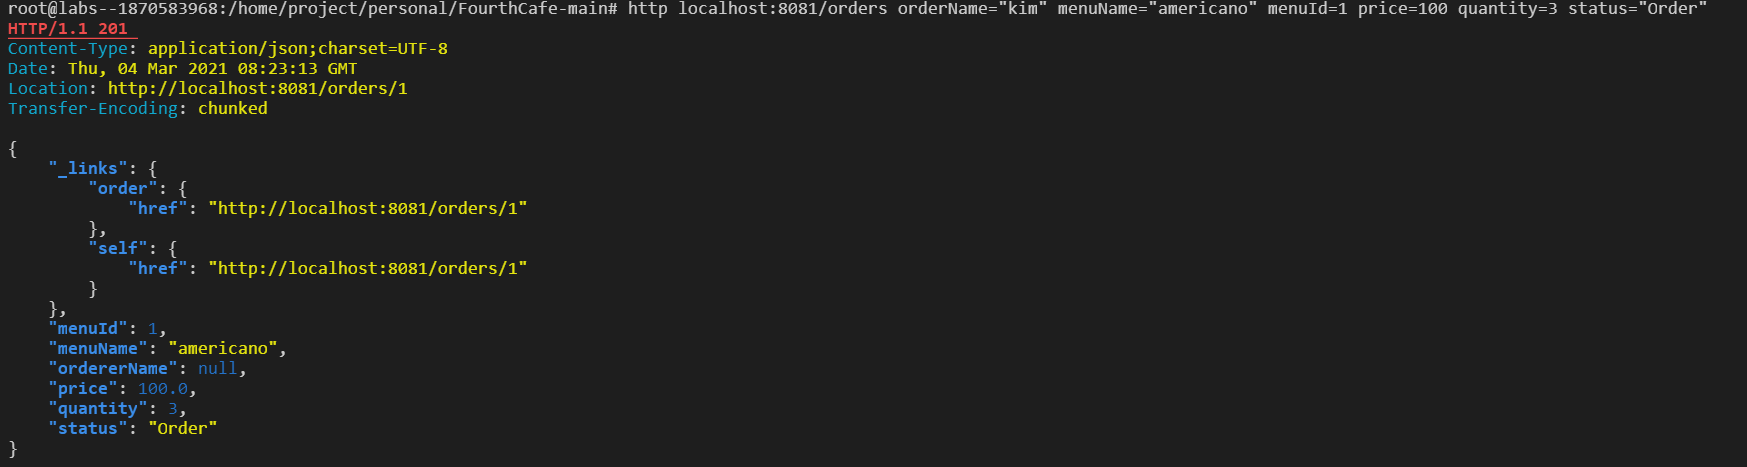 root@labs--1870583968:/home/project/personal/FourthCafe-main# http localhost:8081/orders orderName="kim" menuName="americano" menuId=1 price=100 quantity=3 status="Order"
HTTP/1.1 201
Content-Type: application/json;charset=UTF-8
Date: Thu, 04 Mar 2021 08:23:13 GMT
Location: http://localhost:8081/orders/1
Transfer-Encoding: chunked

{
    "_links": {
        "order": {
            "href": "http://localhost:8081/orders/1"
        },
        "self": {
            "href": "http://localhost:8081/orders/1"
        }
    },
    "menuId": 1,
    "menuName": "americano",
    "ordererName": null,
    "price": 100.0,
    "quantity": 3,
    "status": "Order"
}